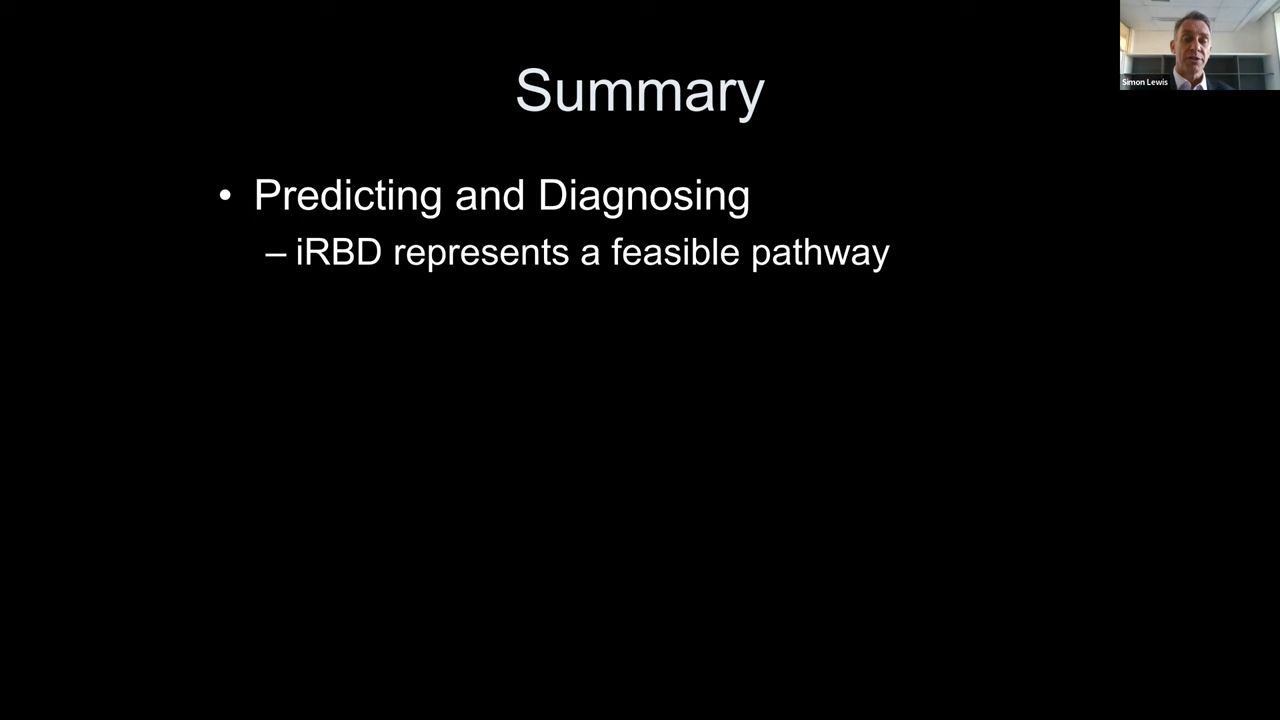 Summary
Simon Lewis
• Predicting and Diagnosing
– iRBD represents a feasible pathway